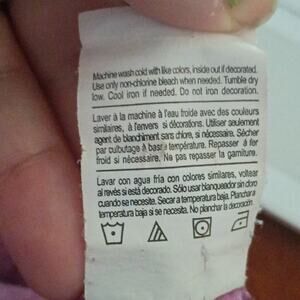 Machine wash cold with like colors, inside out if decorated.
Use only non-chlorine bleach when needed. Tumble dry
low. Cool iron if needed. Do not iron decoration.
Laver à la machine à l'eau froide avec des couleurs
similaires, à l'envers si décorations. Utiliser seulement
agent de blanchiment sans chlore, si nécessaire. Sécher
par culbutage à basse température. Repasser à fer
froid si nécessaire. Ne pas repasser la garniture.
Lavar con agua fria con colores similares, voltear
al revés si está decorado. Sólo usar blanqueador sin cloro
cuando se necesite. Secar a temperatura baja. Planchar a
temperatura baja si se necesita. No planchar la decoración.